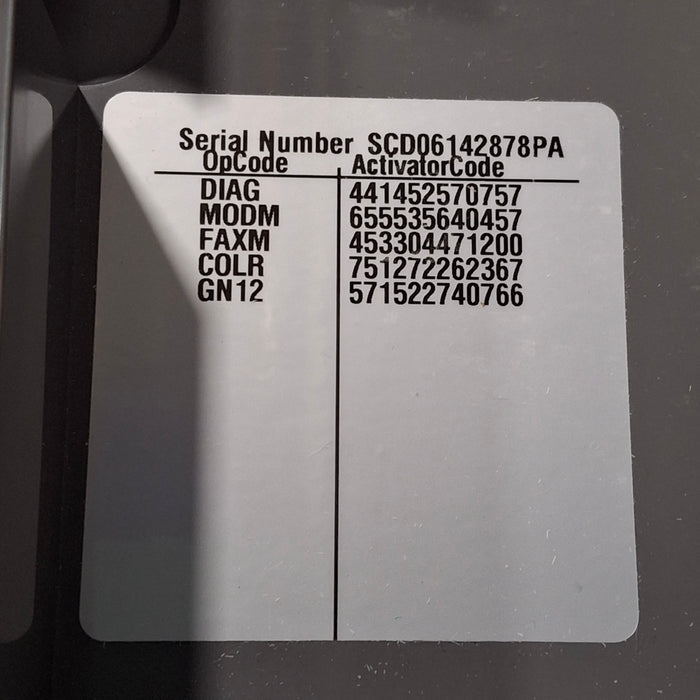 Serial Number SCD06142878PA
OpCode ActivatorCode
DIAG 441452570757
MODM 655535640457
FAXM 453304471200
COLR 751272262367
GN12 571522740766